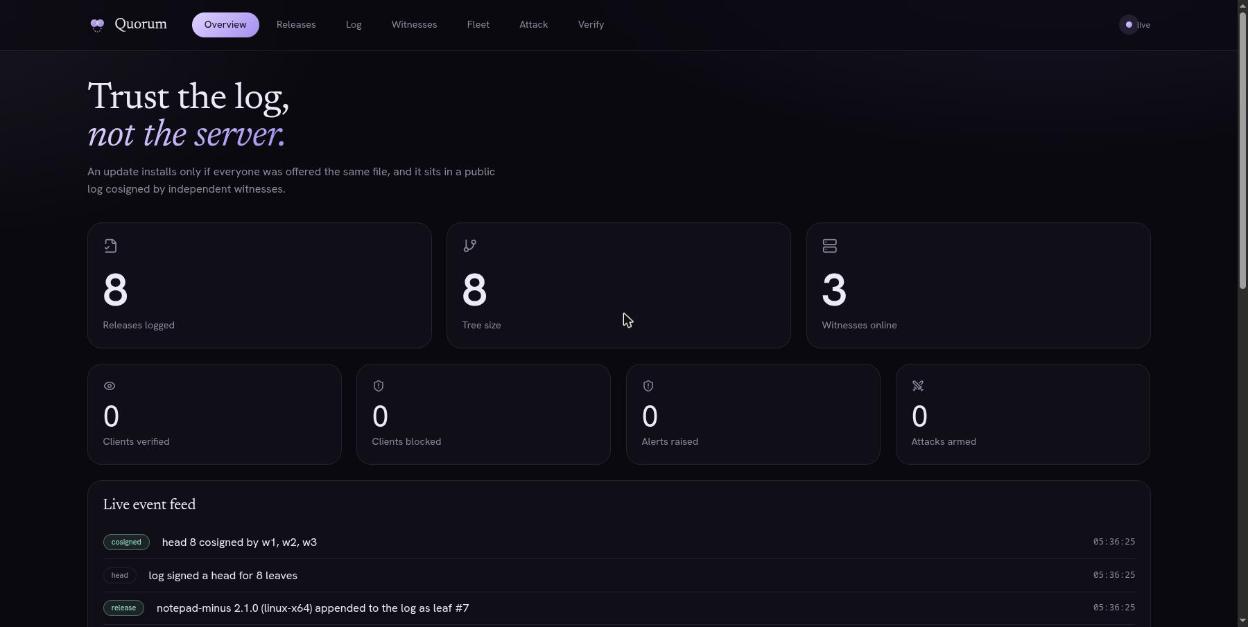 Quorum
Overview
Releases
Log
Witnesses
Fleet
Attack
Verify
live
Trust the log,
not the server.
An update installs only if everyone was offered the same file, and it sits in a public
log cosigned by independent witnesses.
8
Releases logged
8
Tree size
3
Witnesses online
0
Clients verified
0
Clients blocked
0
Alerts raised
0
Attacks armed
Live event feed
cosigned head 8 cosigned by w1, w2, w3 05:36:25
head log signed a head for 8 leaves 05:36:25
release notepad-minus 2.1.0 (linux-x64) appended to the log as leaf #7 05:36:25